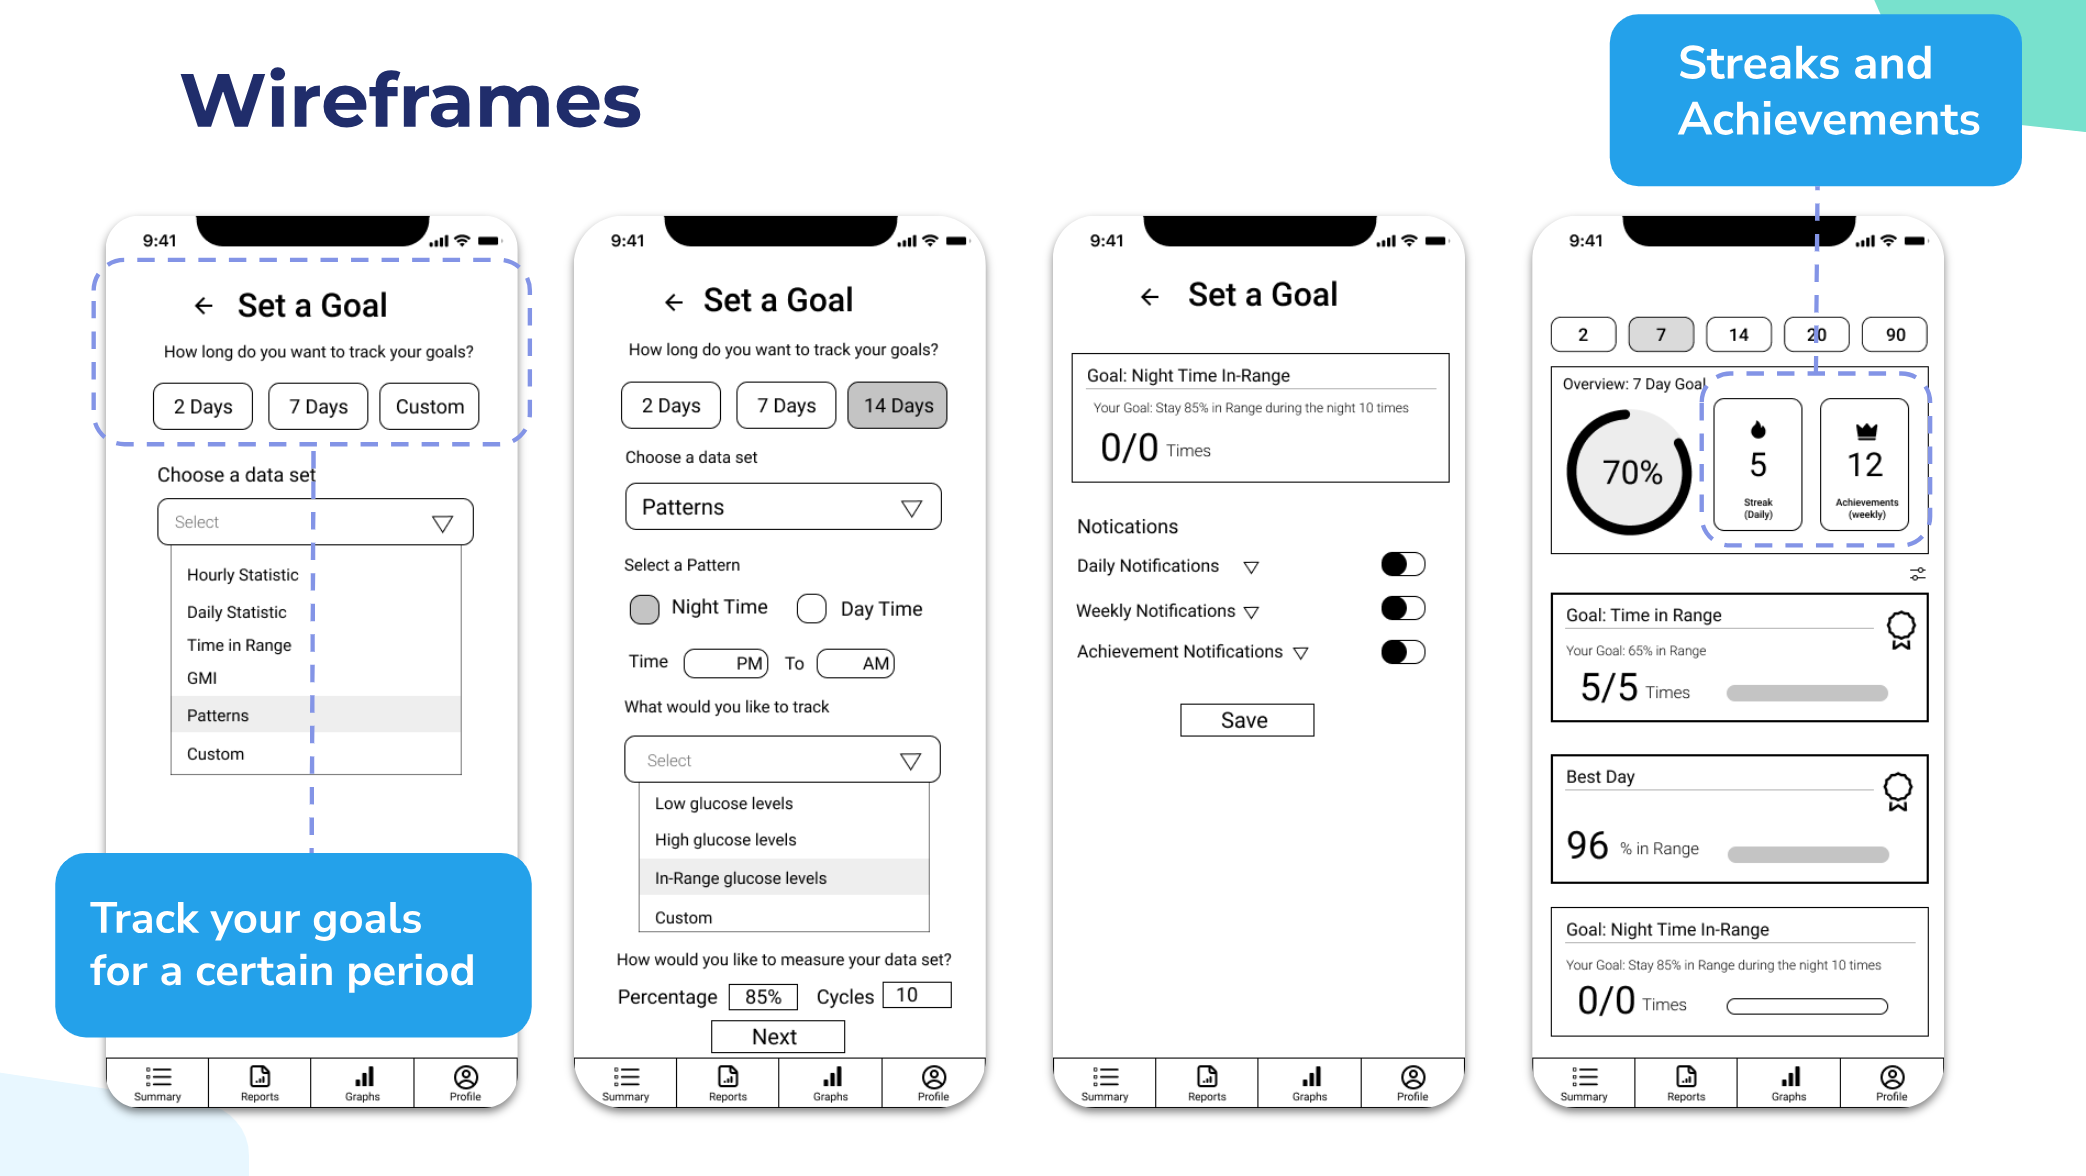 Wireframes
Streaks and
Achievements
9:41
Set a Goal
How long do you want to track your goals?
2 Days
7 Days
Custom
Choose a data set
Select
Hourly Statistic
Daily Statistic
Time in Range
GMI
Patterns
Custom
Track your goals
for a certain period
Summary
Reports
Graphs
Profile
9:41
Set a Goal
How long do you want to track your goals?
2 Days
7 Days
14 Days
Choose a data set
Patterns
Select a Pattern
Night Time
Day Time
Time
PM
To
AM
What would you like to track
Select
Low glucose levels
High glucose levels
In-Range glucose levels
Custom
How would you like to measure your data set?
Percentage
85%
Cycles
10
Next
Summary
Reports
Graphs
Profile
9:41
Set a Goal
Goal: Night Time In-Range
Your Goal: Stay 85% in Range during the night 10 times
0/0 Times
Notications
Daily Notifications
Weekly Notifications
Achievement Notifications
Save
Summary
Reports
Graphs
Profile
9:41
2
7
14
20
90
Overview: 7 Day Goal
70%
5
Streak
(Daily)
12
Achievements
(weekly)
Goal: Time in Range
Your Goal: 65% in Range
5/5 Times
Best Day
96 % in Range
Goal: Night Time In-Range
Your Goal: Stay 85% in Range during the night 10 times
0/0 Times
Summary
Reports
Graphs
Profile